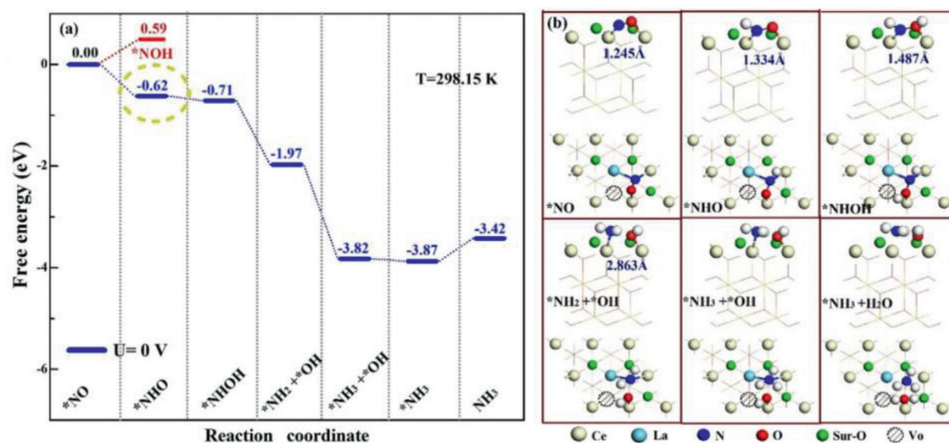 (a)
0.00
0.59
*NOH
-0.62
-0.71
T=298.15 K
-1.97
-3.82
-3.87
-3.42
U= 0 V
Free energy (eV)
0
-2
-4
-6
*NO
*NHO
*NHOH
*NH₂ +*OH
*NH₃ +*OH
*NH₃
NH₃
Reaction coordinate
(b)
1.245Å
1.334Å
1.487Å
*NO
*NHO
*NHOH
2.863Å
*NH₂ +*OH
*NH₃ +*OH
*NH₃ +H₂O
Ce La N O Sur-O Vo